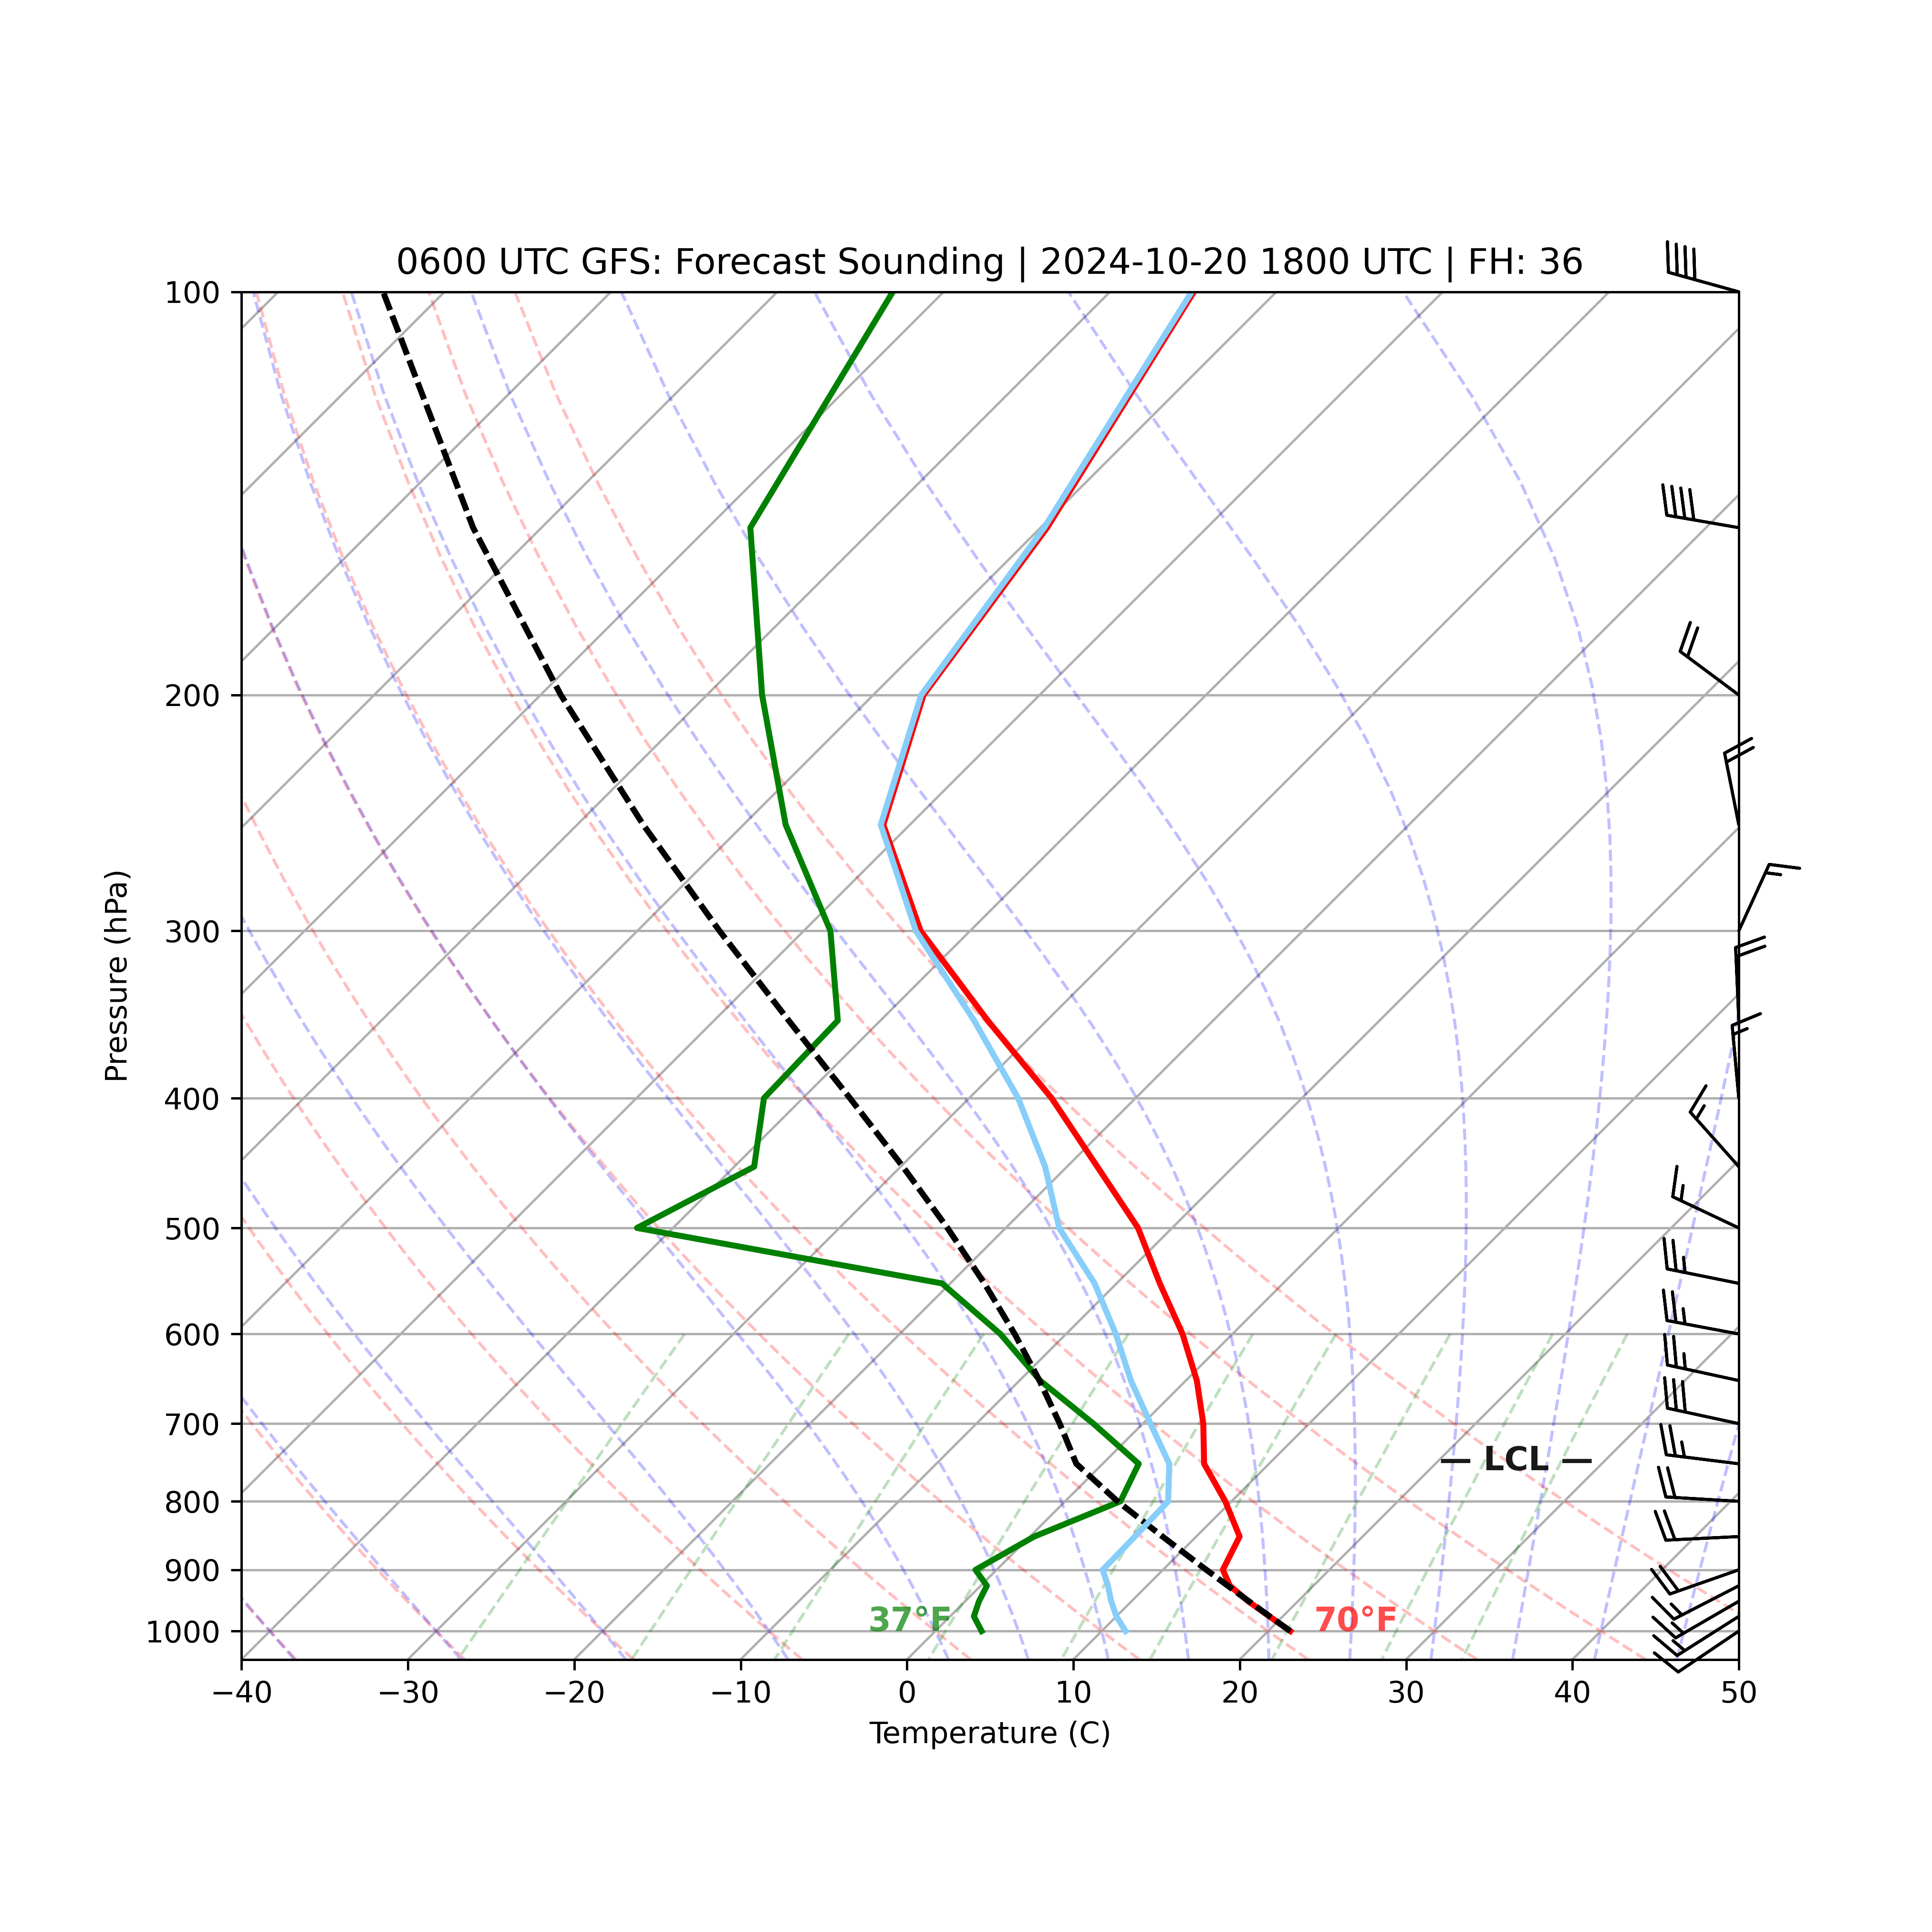 0600 UTC GFS: Forecast Sounding | 2024-10-20 1800 UTC | FH: 36
100
200
300
400
500
600
700
800
900
1000
Pressure (hPa)
— LCL —
37°F
70°F
−40 −30 −20 −10 0 10 20 30 40 50
Temperature (C)